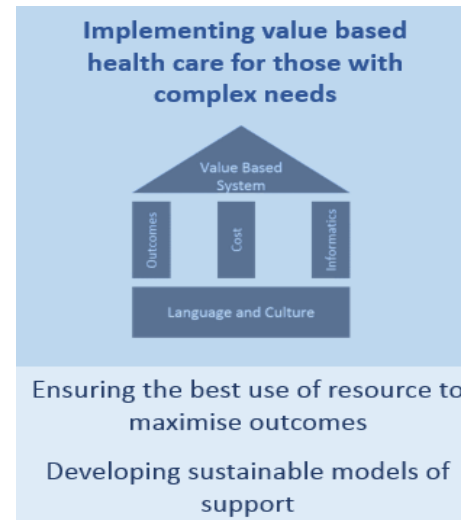 Implementing value based
health care for those with
complex needs
Value Based
System
Outcomes
Cost
Informatics
Language and Culture
Ensuring the best use of resource to
maximise outcomes
Developing sustainable models of
support